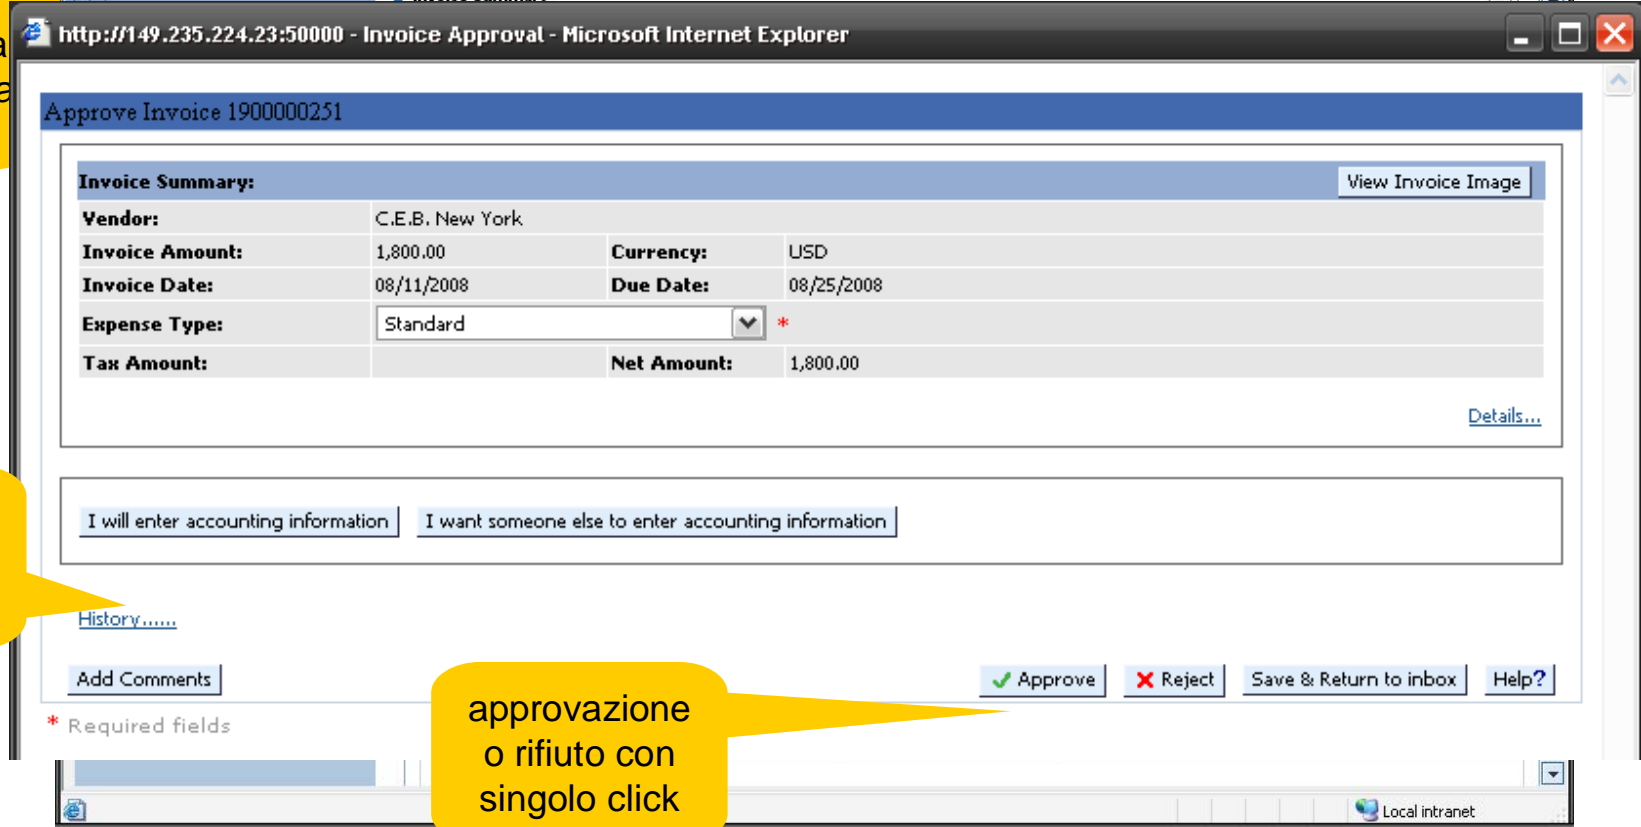 http://149.235.224.23:50000 - Invoice Approval - Microsoft Internet Explorer
Approve Invoice 1900000251
Invoice Summary: View Invoice Image
Vendor: C.E.B. New York
Invoice Amount: 1,800.00 Currency: USD
Invoice Date: 08/11/2008 Due Date: 08/25/2008
Expense Type: Standard *
Tax Amount: Net Amount: 1,800.00
Details...
I will enter accounting information I want someone else to enter accounting information
History......
Add Comments Approve Reject Save & Return to inbox Help?
* Required fields
approvazione
o rifiuto con
singolo click
Local intranet